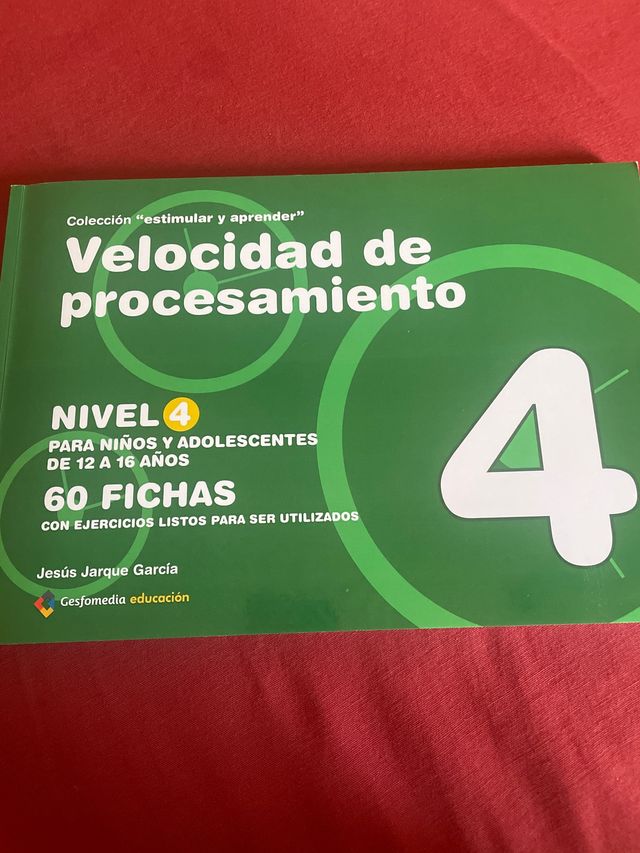 Colección "estimular y aprender"
Velocidad de
procesamiento
NIVEL 4
PARA NIÑOS Y ADOLESCENTES
DE 12 A 16 AÑOS
60 FICHAS
CON EJERCICIOS LISTOS PARA SER UTILIZADOS
4
Jesús Jarque García
Gesfomedia educación